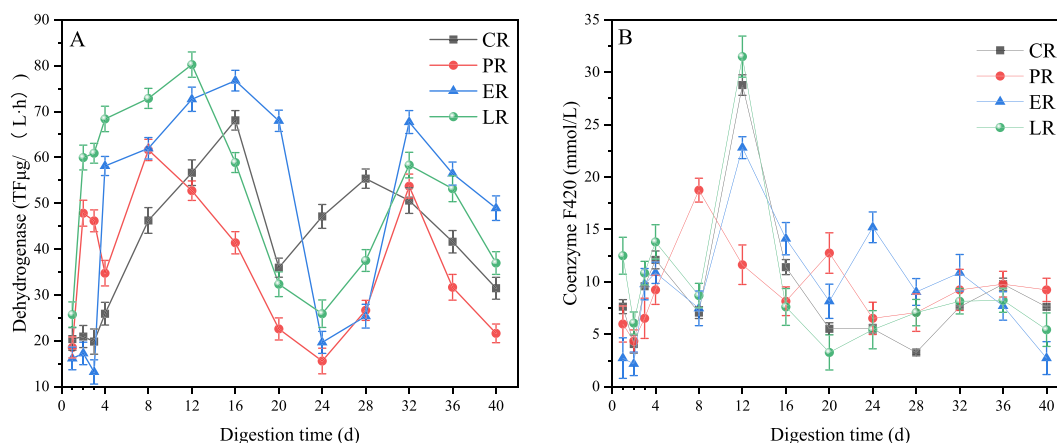 A
CR
PR
ER
LR
Dehydrogenase (TFμg/ （ L·h）
90
80
70
60
50
40
30
20
10
0 1 4 8 12 16 20 24 28 32 36 40
Digestion time (d)
B
CR
PR
ER
LR
Coenzyme F420 (mmol/L)
35
30
25
20
15
10
5
0
0 1 4 8 12 16 20 24 28 32 36 40
Digestion time (d)